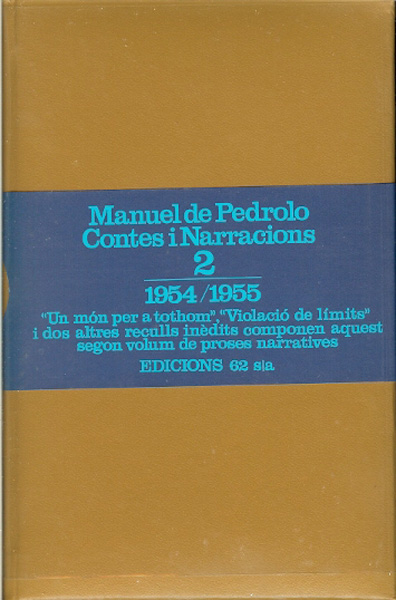 Manuel de Pedrolo
Contes i Narracions
2
1954/1955
"Un món per a tothom", "Violació de límits"
i dos altres reculls inèdits componen aquest
segon volum de proses narratives
EDICIONS 62 s|a